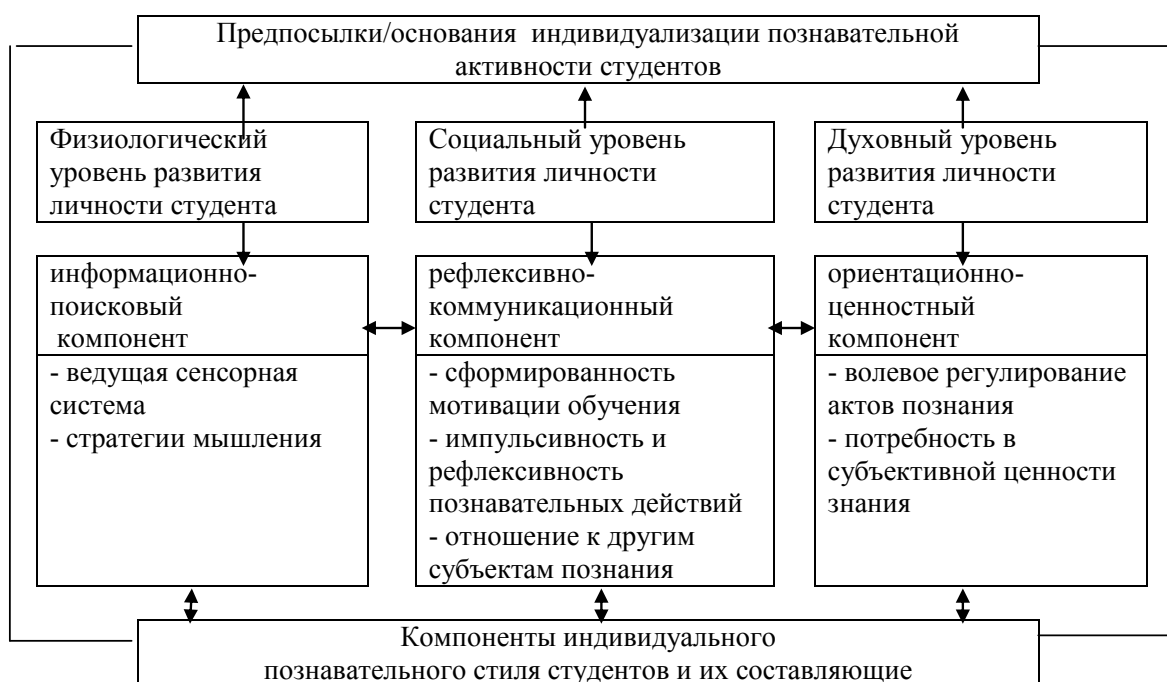 Предпосылки/основания индивидуализации познавательной
активности студентов
Физиологический
уровень развития
личности студента
Социальный уровень
развития личности
студента
Духовный уровень
развития личности
студента
информационно-
поисковый
компонент
- ведущая сенсорная
система
- стратегии мышления
рефлексивно-
коммуникационный
компонент
- сформированность
мотивации обучения
- импульсивность и
рефлексивность
познавательных действий
- отношение к другим
субъектам познания
ориентационно-
ценностный
компонент
- волевое регулирование
актов познания
- потребность в
субъективной ценности
знания
Компоненты индивидуального
познавательного стиля студентов и их составляющие